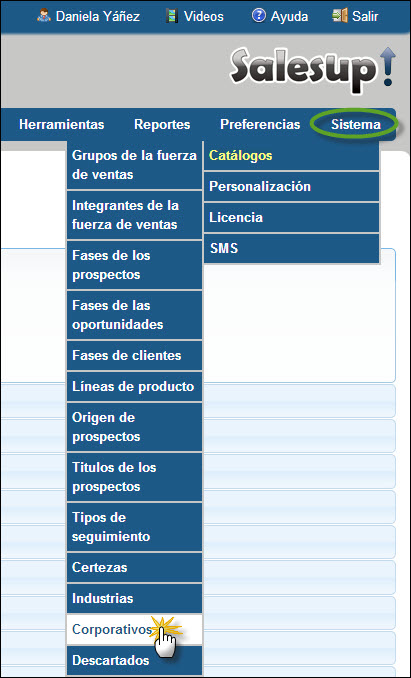 Daniela Yáñez Videos Ayuda Salir
Salesup!
Herramientas Reportes Preferencias Sistema
Catálogos
Personalización
Licencia
SMS
Grupos de la fuerza
de ventas
Integrantes de la
fuerza de ventas
Fases de los
prospectos
Fases de las
oportunidades
Fases de clientes
Líneas de producto
Origen de
prospectos
Titulos de los
prospectos
Tipos de
seguimiento
Certezas
Industrias
Corporativos
Descartados